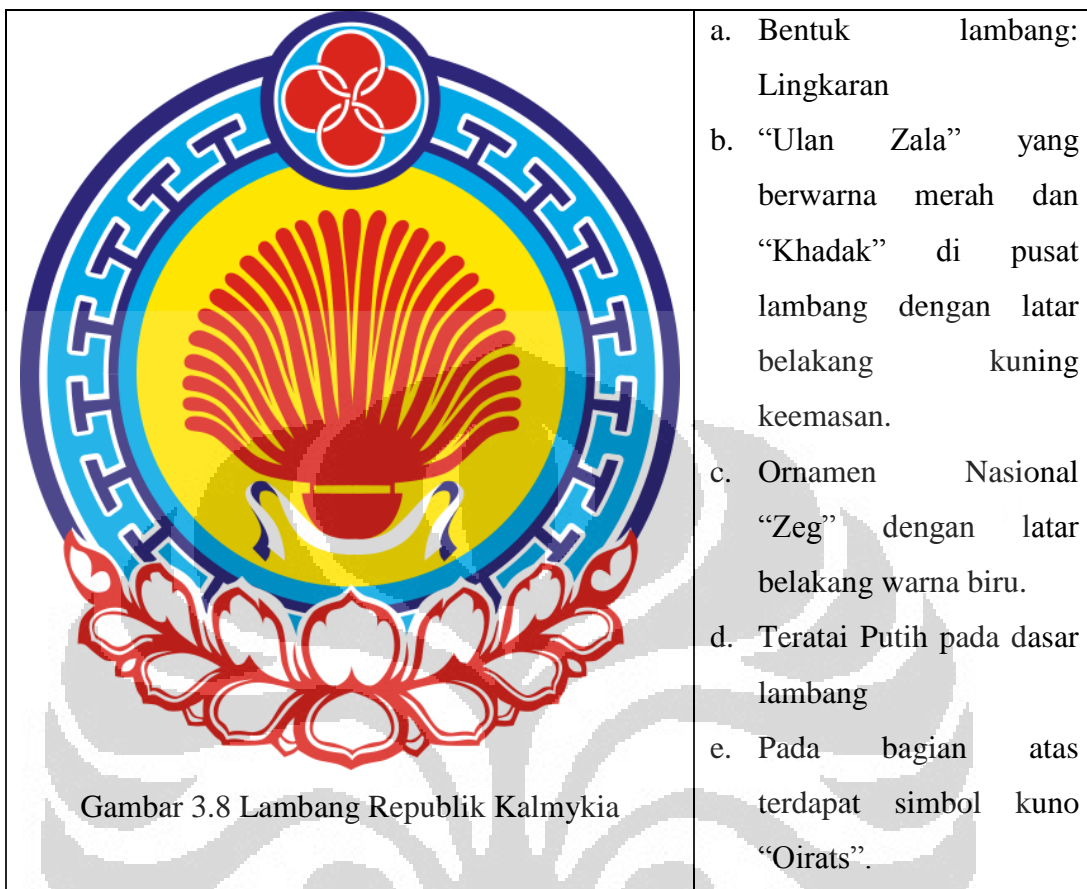 a. Bentuk lambang:
Lingkaran
b. “Ulan Zala” yang
berwarna merah dan
“Khadak” di pusat
lambang dengan latar
belakang kuning
keemasan.
c. Ornamen Nasional
“Zeg” dengan latar
belakang warna biru.
d. Teratai Putih pada dasar
lambang
e. Pada bagian atas
terdapat simbol kuno
“Oirats”.
Gambar 3.8 Lambang Republik Kalmykia